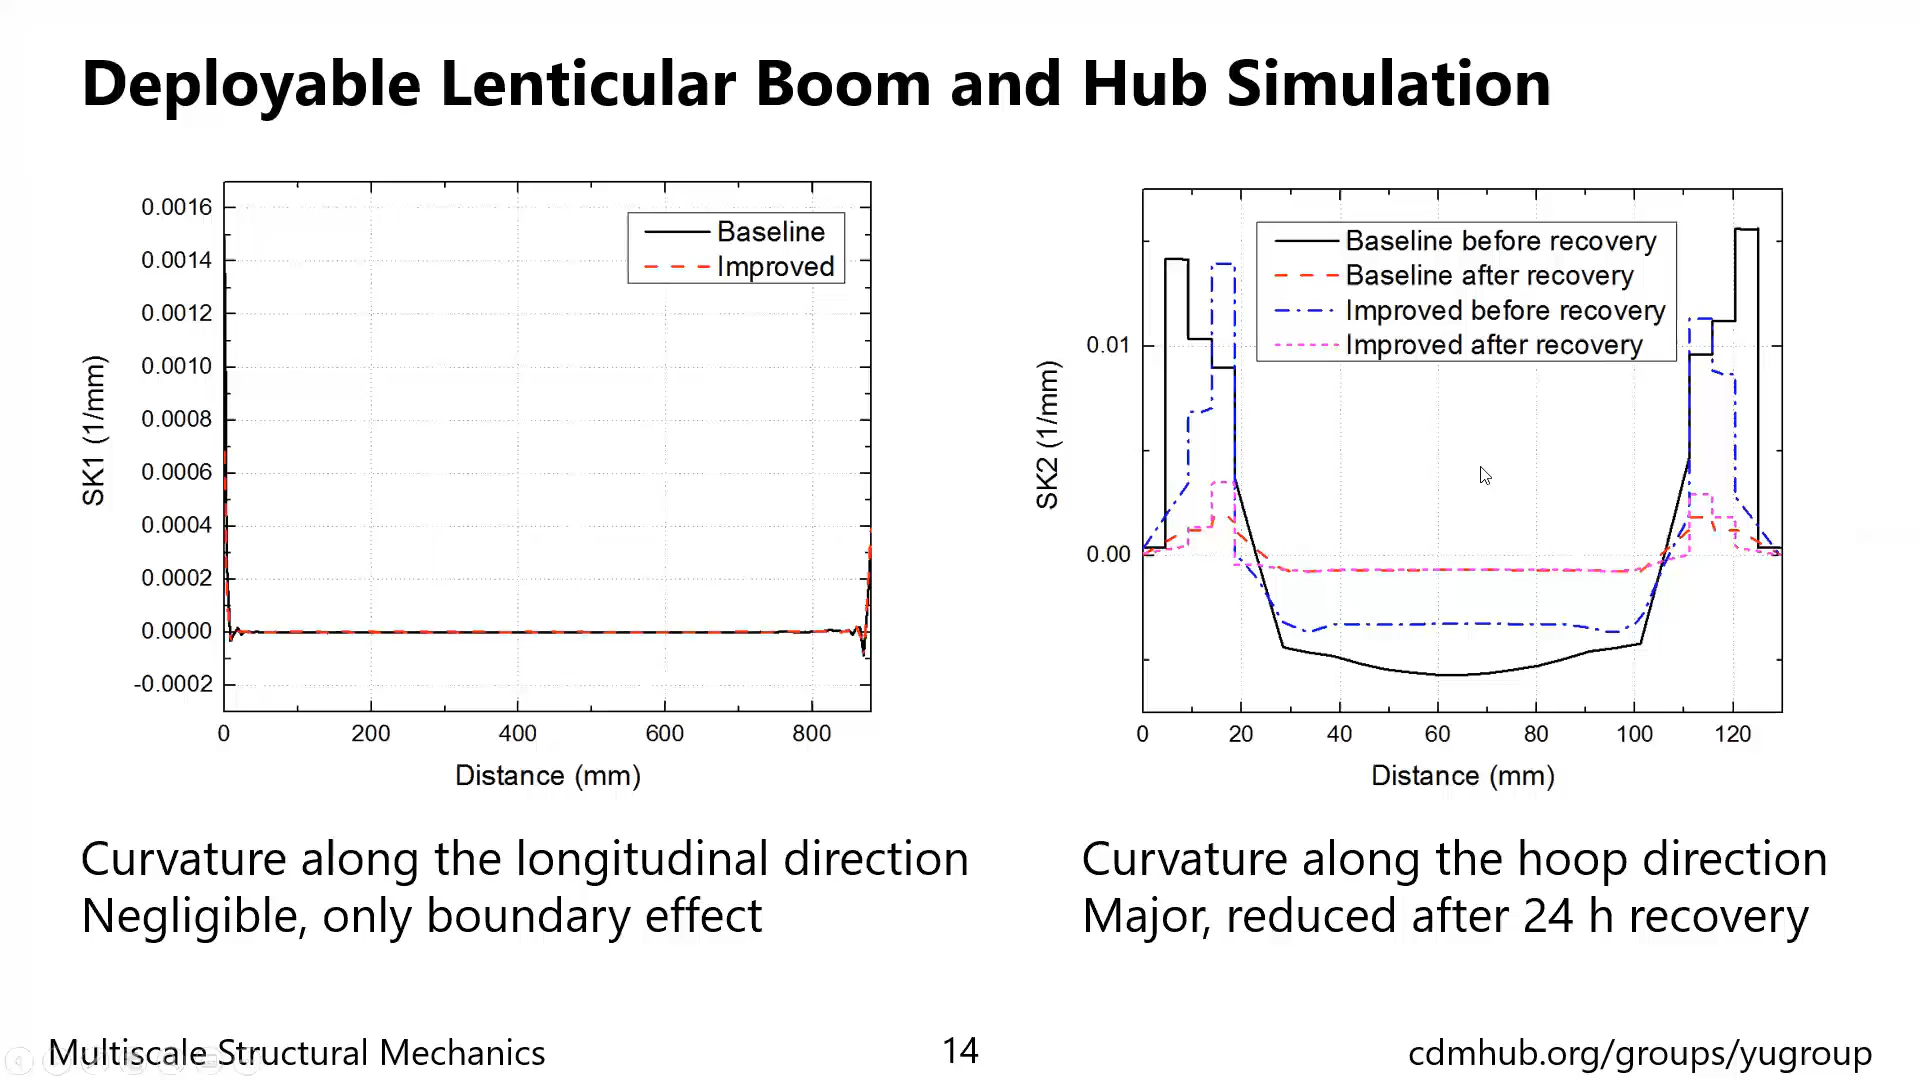 Deployable Lenticular Boom and Hub Simulation
0.0016
0.0014
0.0012
0.0010
0.0008
0.0006
0.0004
0.0002
0.0000
-0.0002
SK1 (1/mm)
Baseline
Improved
0
200
400
600
800
Distance (mm)
Curvature along the longitudinal direction
Negligible, only boundary effect
0.01
0.00
SK2 (1/mm)
Baseline before recovery
Baseline after recovery
Improved before recovery
Improved after recovery
0
20
40
60
80
100
120
Distance (mm)
Curvature along the hoop direction
Major, reduced after 24 h recovery
Multiscale Structural Mechanics
14
cdmhub.org/groups/yugroup